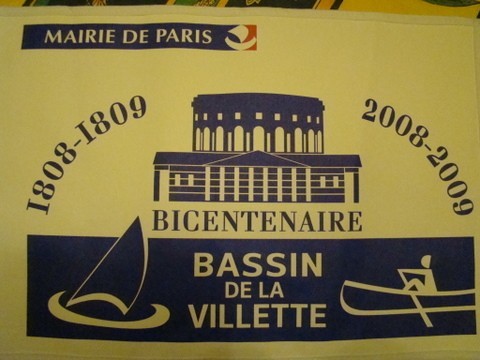 MAIRIE DE PARIS
1808-1809
2008-2009
BICENTENAIRE
BASSIN
DE LA
VILLETTE